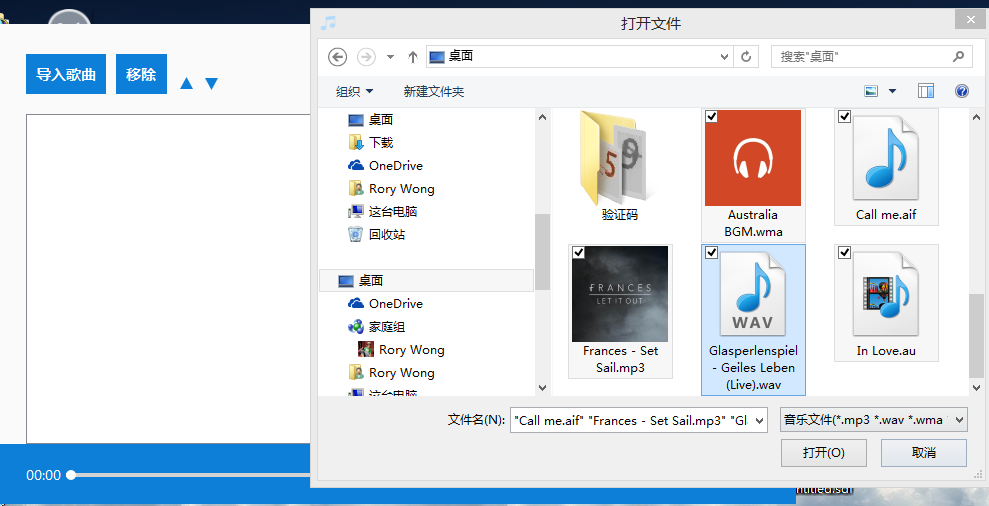 打开文件
导入歌曲
移除
▲ ▼
桌面
搜索"桌面"
组织
新建文件夹
桌面
下载
OneDrive
Rory Wong
这台电脑
回收站
桌面
OneDrive
家庭组
Rory Wong
Rory Wong
这台电脑
验证码
Australia
BGM.wma
Call me.aif
FRANCES
LET IT OUT
Frances - Set
Sail.mp3
WAV
Glasperlenspiel
- Geiles Leben
(Live).wav
In Love.au
文件名(N):
"Call me.aif" "Frances - Set Sail.mp3" "Gl
音乐文件(*.mp3 *.wav *.wma
打开(O)
取消
00:00
ntitled.scr